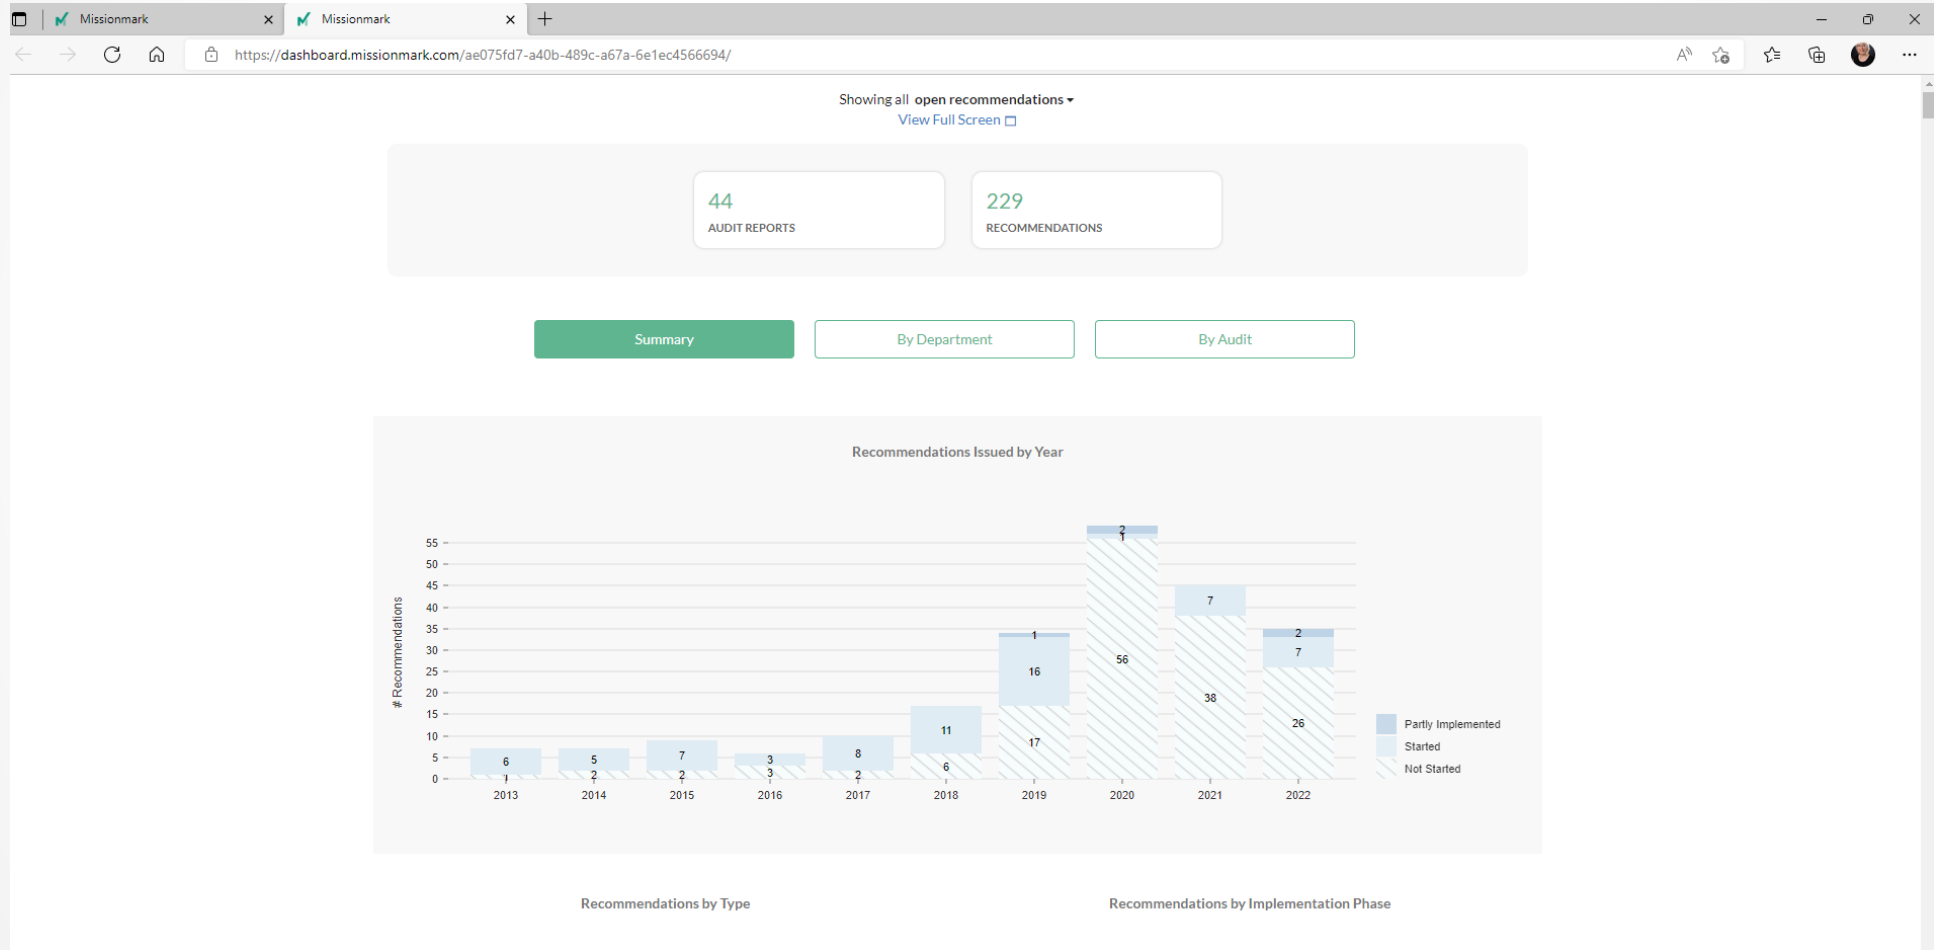 Missionmark
Missionmark
https://dashboard.missionmark.com/ae075fd7-a40b-489c-a67a-6e1ec4566694/
Showing all open recommendations
View Full Screen
44
AUDIT REPORTS
229
RECOMMENDATIONS
Summary
By Department
By Audit
Recommendations Issued by Year
# Recommendations
55
50
45
40
35
30
25
20
15
10
5
0
6
1
5
2
7
2
3
3
8
2
11
6
1
16
17
2
1
56
7
38
2
7
26
2013
2014
2015
2016
2017
2018
2019
2020
2021
2022
Partly Implemented
Started
Not Started
Recommendations by Type
Recommendations by Implementation Phase